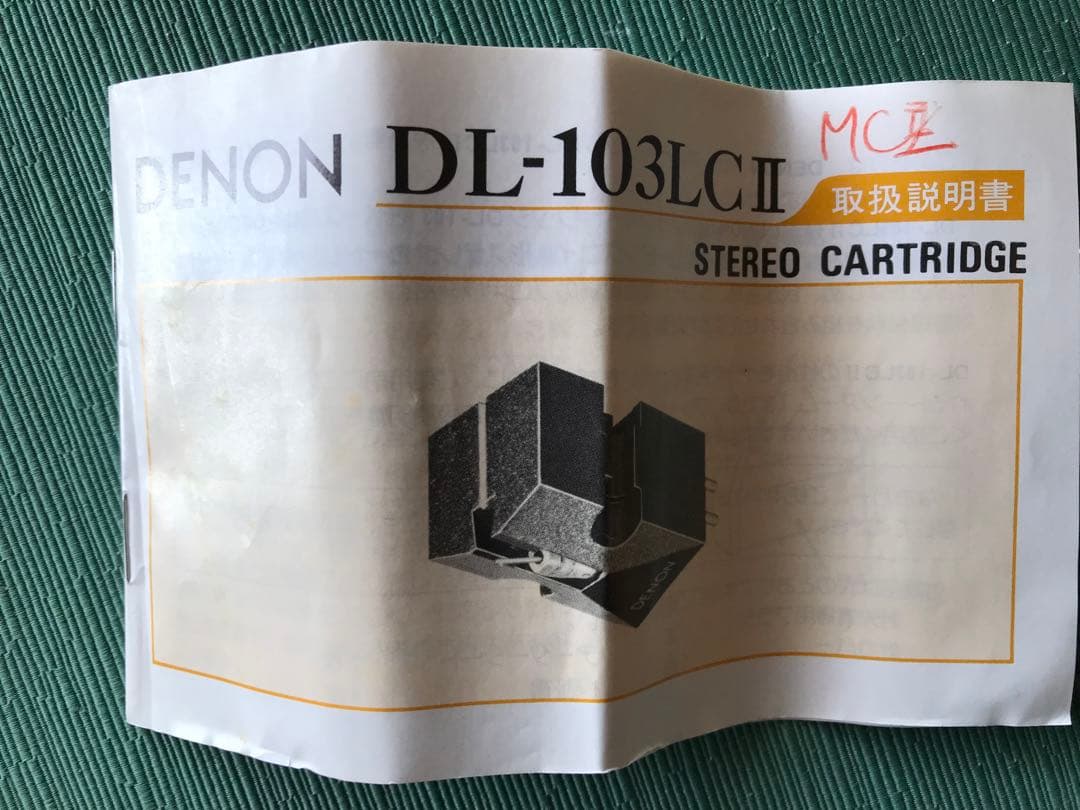 DENON DL-103LCⅡ MCⅡ
取扱説明書
STEREO CARTRIDGE
DENON